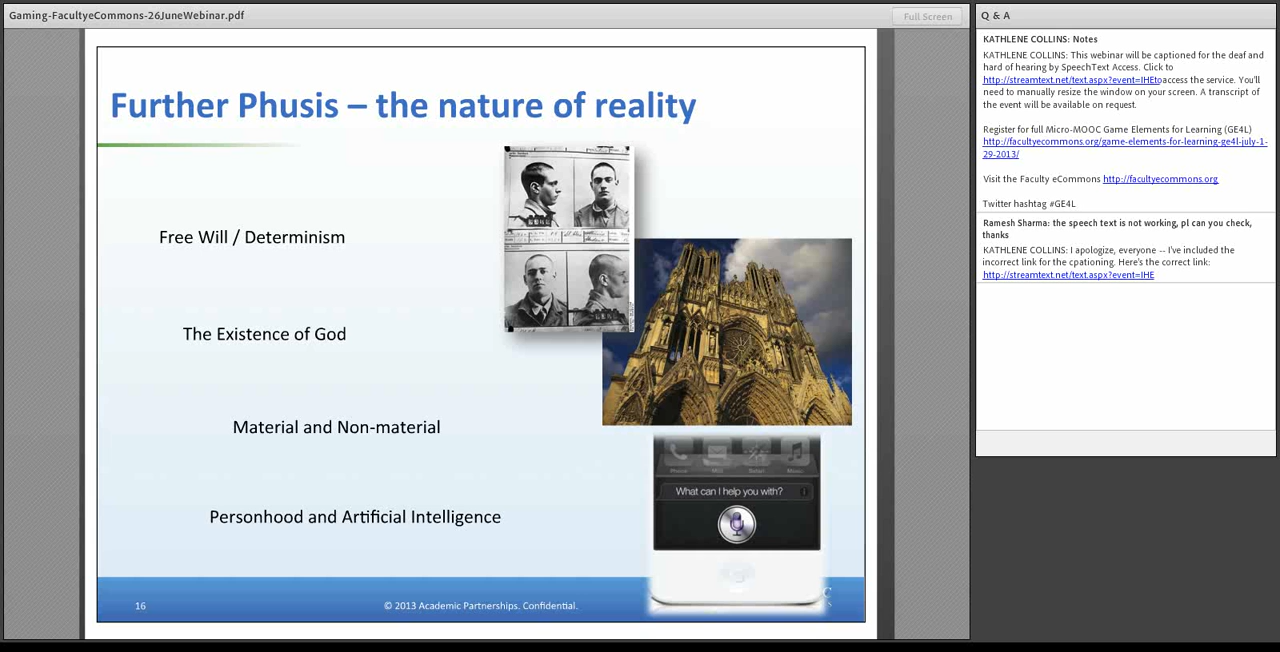 Gaming-FacultyeCommons-26JuneWebinar.pdf
Full Screen
Further Phusis – the nature of reality
Free Will / Determinism
The Existence of God
Material and Non-material
Personhood and Artificial Intelligence
Phone
Mail
Safari
Music
What can I help you with?
16
© 2013 Academic Partnerships. Confidential.
Q & A
KATHLENE COLLINS: Notes
KATHLENE COLLINS: This webinar will be captioned for the deaf and
hard of hearing by SpeechText Access. Click to
http://streamtext.net/text.aspx?event=IHEtoaccess the service. You'll
need to manually resize the window on your screen. A transcript of
the event will be available on request.
Register for full Micro-MOOC Game Elements for Learning (GE4L)
http://facultyecommons.org/game-elements-for-learning-ge4l-july-1-
29-2013/
Visit the Faculty eCommons http://facultyecommons.org
Twitter hashtag #GE4L
Ramesh Sharma: the speech text is not working, pl can you check,
thanks
KATHLENE COLLINS: I apologize, everyone -- I've included the
incorrect link for the cpationing. Here's the correct link:
http://streamtext.net/text.aspx?event=IHE